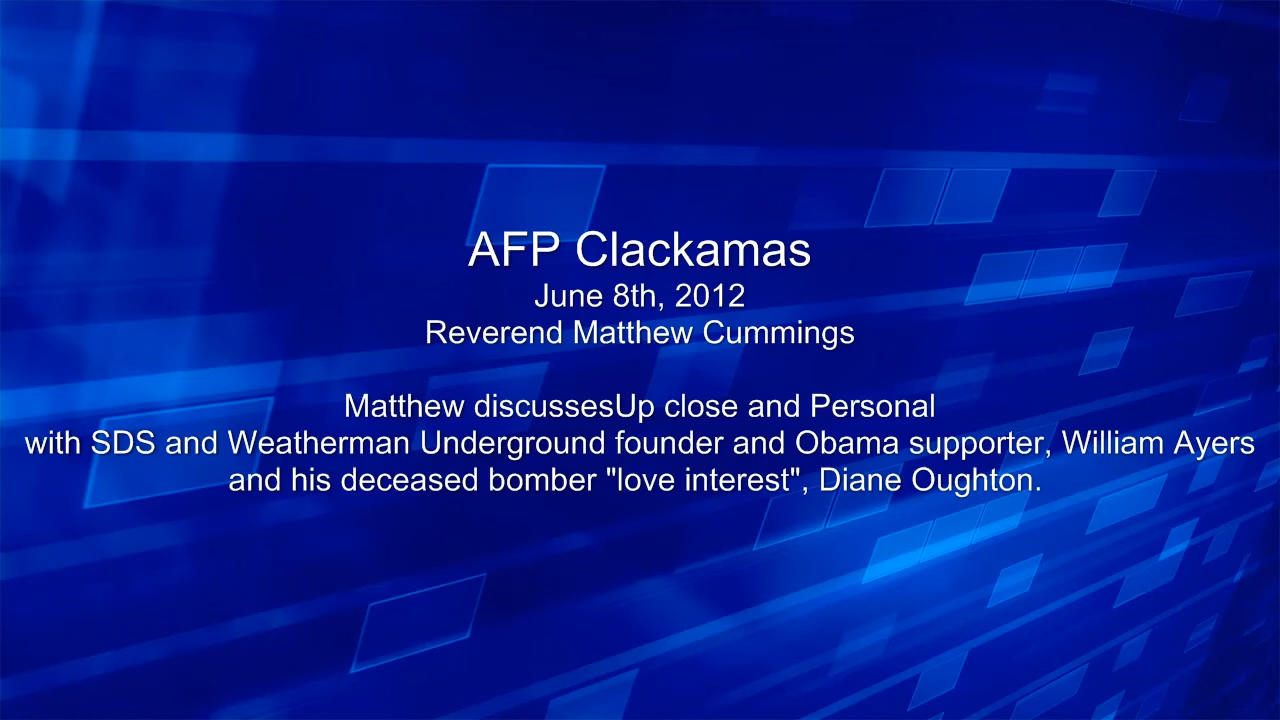 AFP Clackamas
June 8th, 2012
Reverend Matthew Cummings
Matthew discussesUp close and Personal
with SDS and Weatherman Underground founder and Obama supporter, William Ayers
and his deceased bomber "love interest", Diane Oughton.